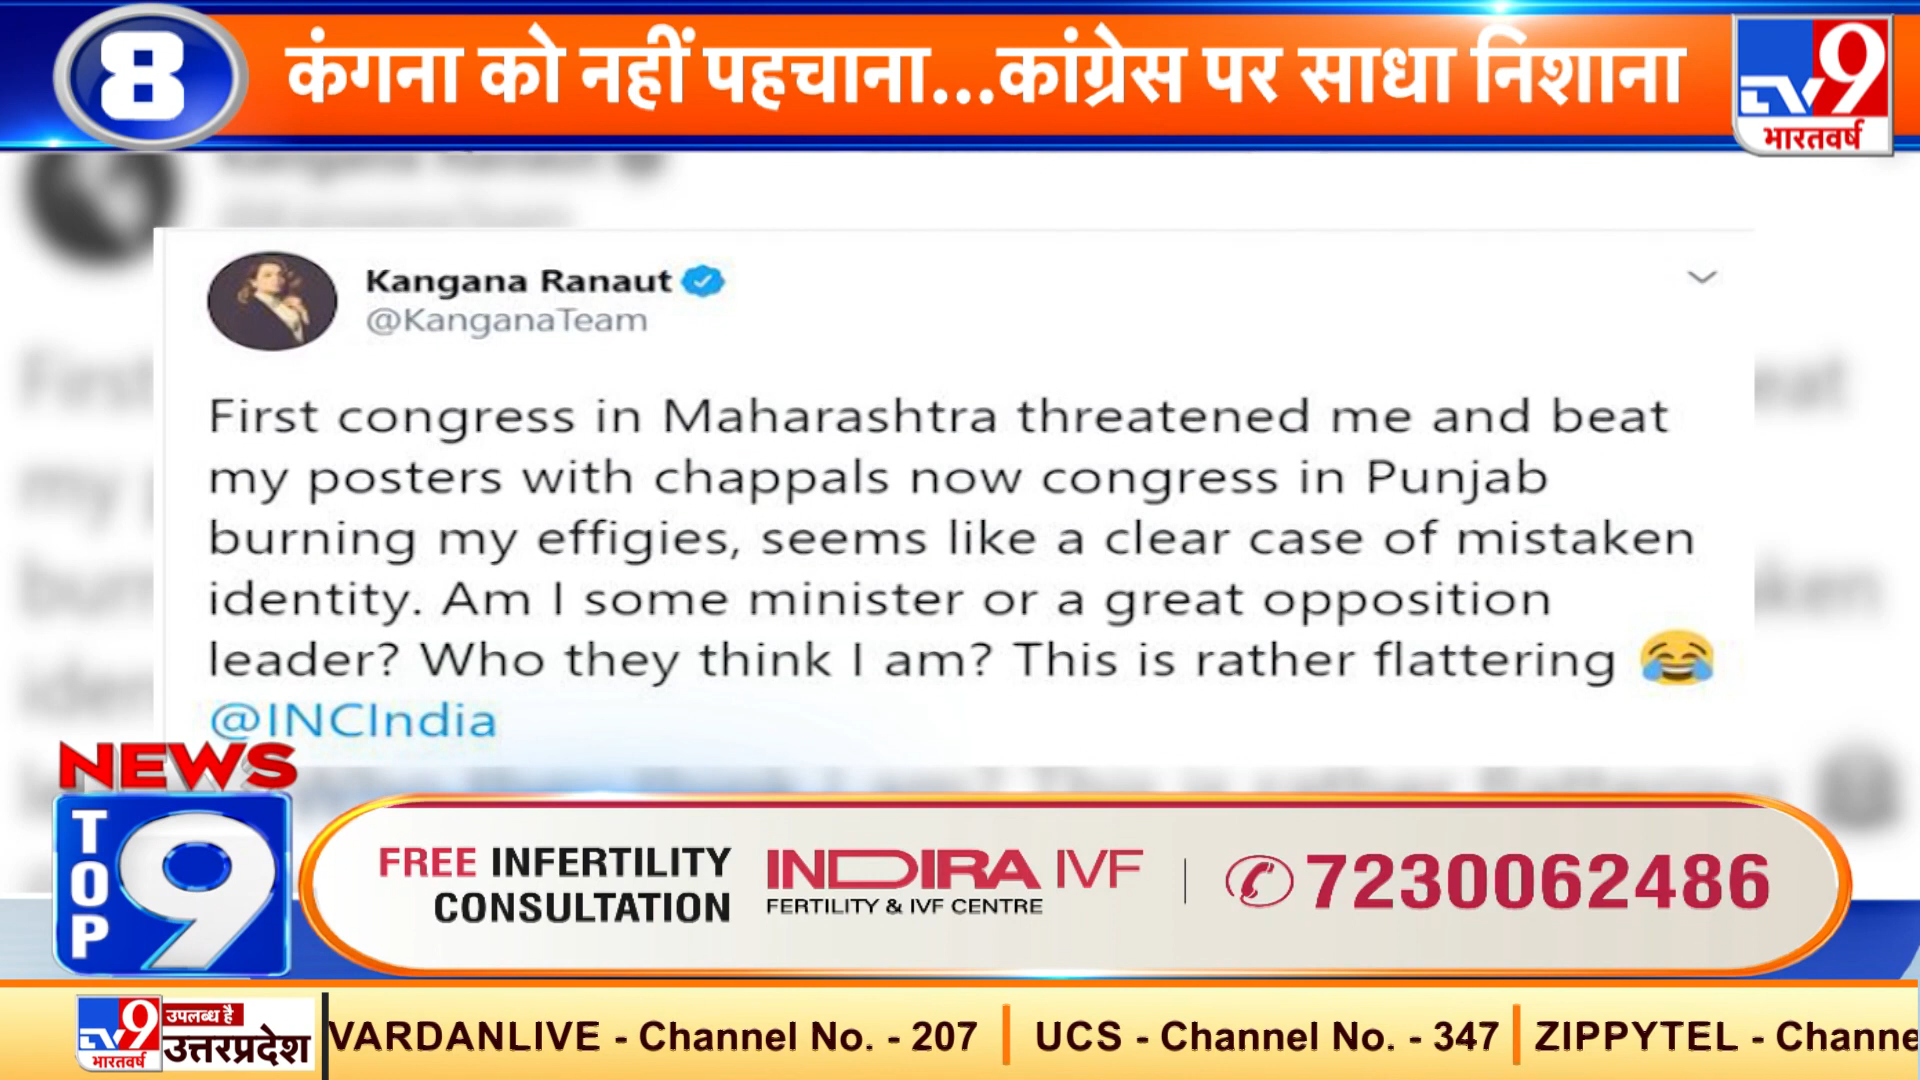 8
कंगना को नहीं पहचाना...कांग्रेस पर साधा निशाना
TV9
भारतवर्ष
Kangana Ranaut
@KanganaTeam
First congress in Maharashtra threatened me and beat
my posters with chappals now congress in Punjab
burning my effigies, seems like a clear case of mistaken
identity. Am I some minister or a great opposition
leader? Who they think I am? This is rather flattering 😂
@INCIndia
NEWS
TOP 9
FREE INFERTILITY
CONSULTATION
INDIRA IVF
FERTILITY & IVF CENTRE
7230062486
TV9
भारतवर्ष
उपलब्ध है
उत्तरप्रदेश
VARDANLIVE - Channel No. - 207 | UCS - Channel No. - 347 | ZIPPYTEL - Channe